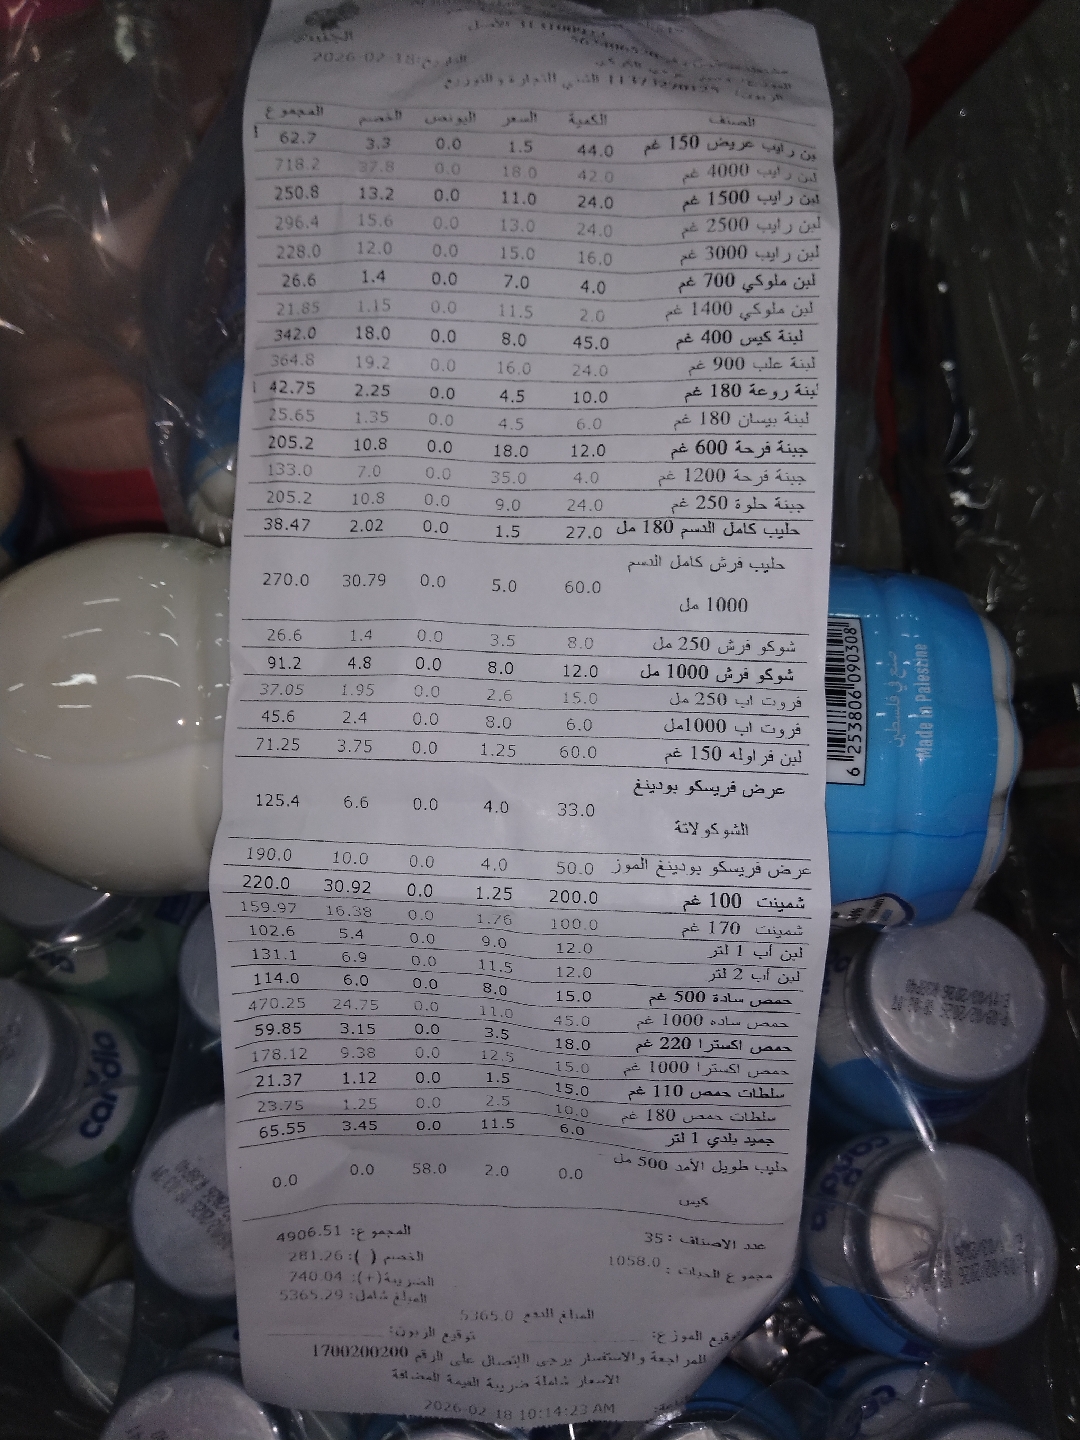 الجنيدي
التاريخ: 18-02-2026
الصنف الكمية السعر البونص الخصم المجموع
لبن رايب عريض 150 غم 44.0 1.5 0.0 3.3 62.7
لبن رايب 4000 غم 42.0 18.0 0.0 37.8 718.2
لبن رايب 1500 غم 24.0 11.0 0.0 13.2 250.8
لبن رايب 2500 غم 24.0 13.0 0.0 15.6 296.4
لبن رايب 3000 غم 16.0 15.0 0.0 12.0 228.0
لبن ملوكي 700 غم 4.0 7.0 0.0 1.4 26.6
لبن ملوكي 1400 غم 2.0 11.5 0.0 1.15 21.85
لبنة كيس 400 غم 45.0 8.0 0.0 18.0 342.0
لبنة علب 900 غم 24.0 16.0 0.0 19.2 364.8
لبنة روعة 180 غم 10.0 4.5 0.0 2.25 42.75
لبنة بيسان 180 غم 6.0 4.5 0.0 1.35 25.65
جبنة فرحة 600 غم 12.0 18.0 0.0 10.8 205.2
جبنة فرحة 1200 غم 4.0 35.0 0.0 7.0 133.0
جبنة حلوة 250 غم 24.0 9.0 0.0 10.8 205.2
حليب كامل الدسم 180 مل 27.0 1.5 0.0 2.02 38.47
حليب فرش كامل الدسم
1000 مل 60.0 5.0 0.0 30.79 270.0
شوكو فرش 250 مل 8.0 3.5 0.0 1.4 26.6
شوكو فرش 1000 مل 12.0 8.0 0.0 4.8 91.2
فروت اب 250 مل 15.0 2.6 0.0 1.95 37.05
فروت اب 1000مل 6.0 8.0 0.0 2.4 45.6
لبن فراوله 150 غم 60.0 1.25 0.0 3.75 71.25
عرض فريسكو بودينغ
الشوكولاتة 33.0 4.0 0.0 6.6 125.4
عرض فريسكو بودينغ الموز 50.0 4.0 0.0 10.0 190.0
شمينت 100 غم 200.0 1.25 0.0 30.92 220.0
شمينت 170 غم 100.0 1.76 0.0 16.38 159.97
لبن أب 1 لتر 12.0 9.0 0.0 5.4 102.6
لبن أب 2 لتر 12.0 11.5 0.0 6.9 131.1
حمص سادة 500 غم 15.0 8.0 0.0 6.0 114.0
حمص ساده 1000 غم 45.0 11.0 0.0 24.75 470.25
حمص اكسترا 220 غم 18.0 3.5 0.0 3.15 59.85
حمص اكسترا 1000 غم 15.0 12.5 0.0 9.38 178.12
سلطات حمص 110 غم 15.0 1.5 0.0 1.12 21.37
سلطات حمص 180 غم 10.0 2.5 0.0 1.25 23.75
جميد بلدي 1 لتر 6.0 11.5 0.0 3.45 65.55
حليب طويل الأمد 500 مل
كيس 0.0 2.0 58.0 0.0 0.0
عدد الاصناف : 35
مجموع الحبات : 1058.0
المجموع: 4906.51
الخصم ( ): 281.26
الضريبة(+): 740.04
المبلغ شامل: 5365.29
المبلغ المدفوع 5365.0
توقيع الموزع:
توقيع الزبون:
للمراجعة والاستفسار يرجى الإتصال على الرقم 1700200200
الاسعار شاملة ضريبة القيمة المضافة
2026-02-18 10:14:23 AM
6 253806 090308
صنع في فلسطين
Made in Palestine
candia
candia
candia